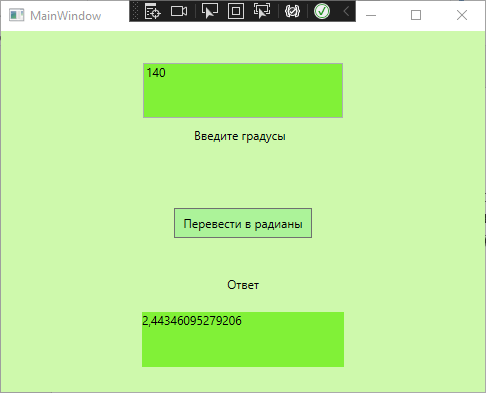 MainWindow
140
Введите градусы
Перевести в радианы
Ответ
2,44346095279206